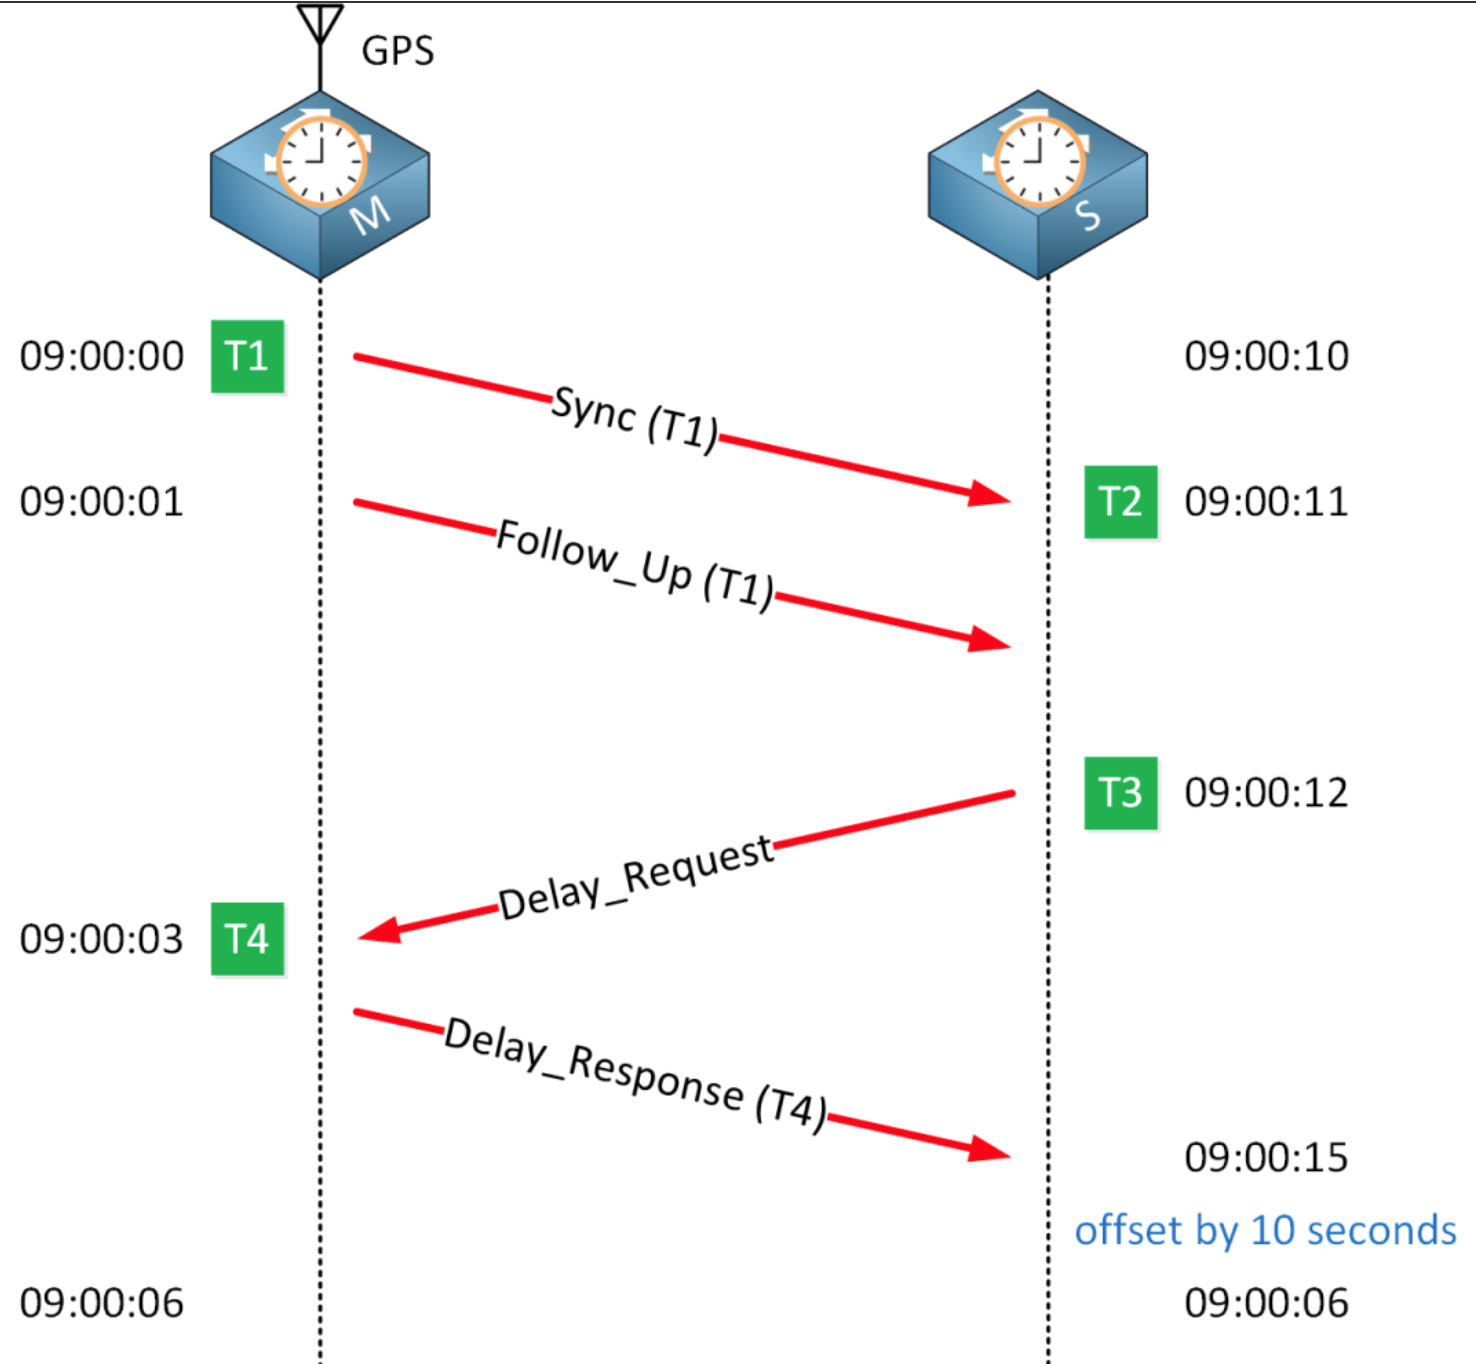 GPS
M
S
09:00:00 T1 09:00:10
Sync (T1)
09:00:01 T2 09:00:11
Follow_Up (T1)
T3 09:00:12
Delay_Request
09:00:03 T4
Delay_Response (T4)
09:00:15
offset by 10 seconds
09:00:06 09:00:06